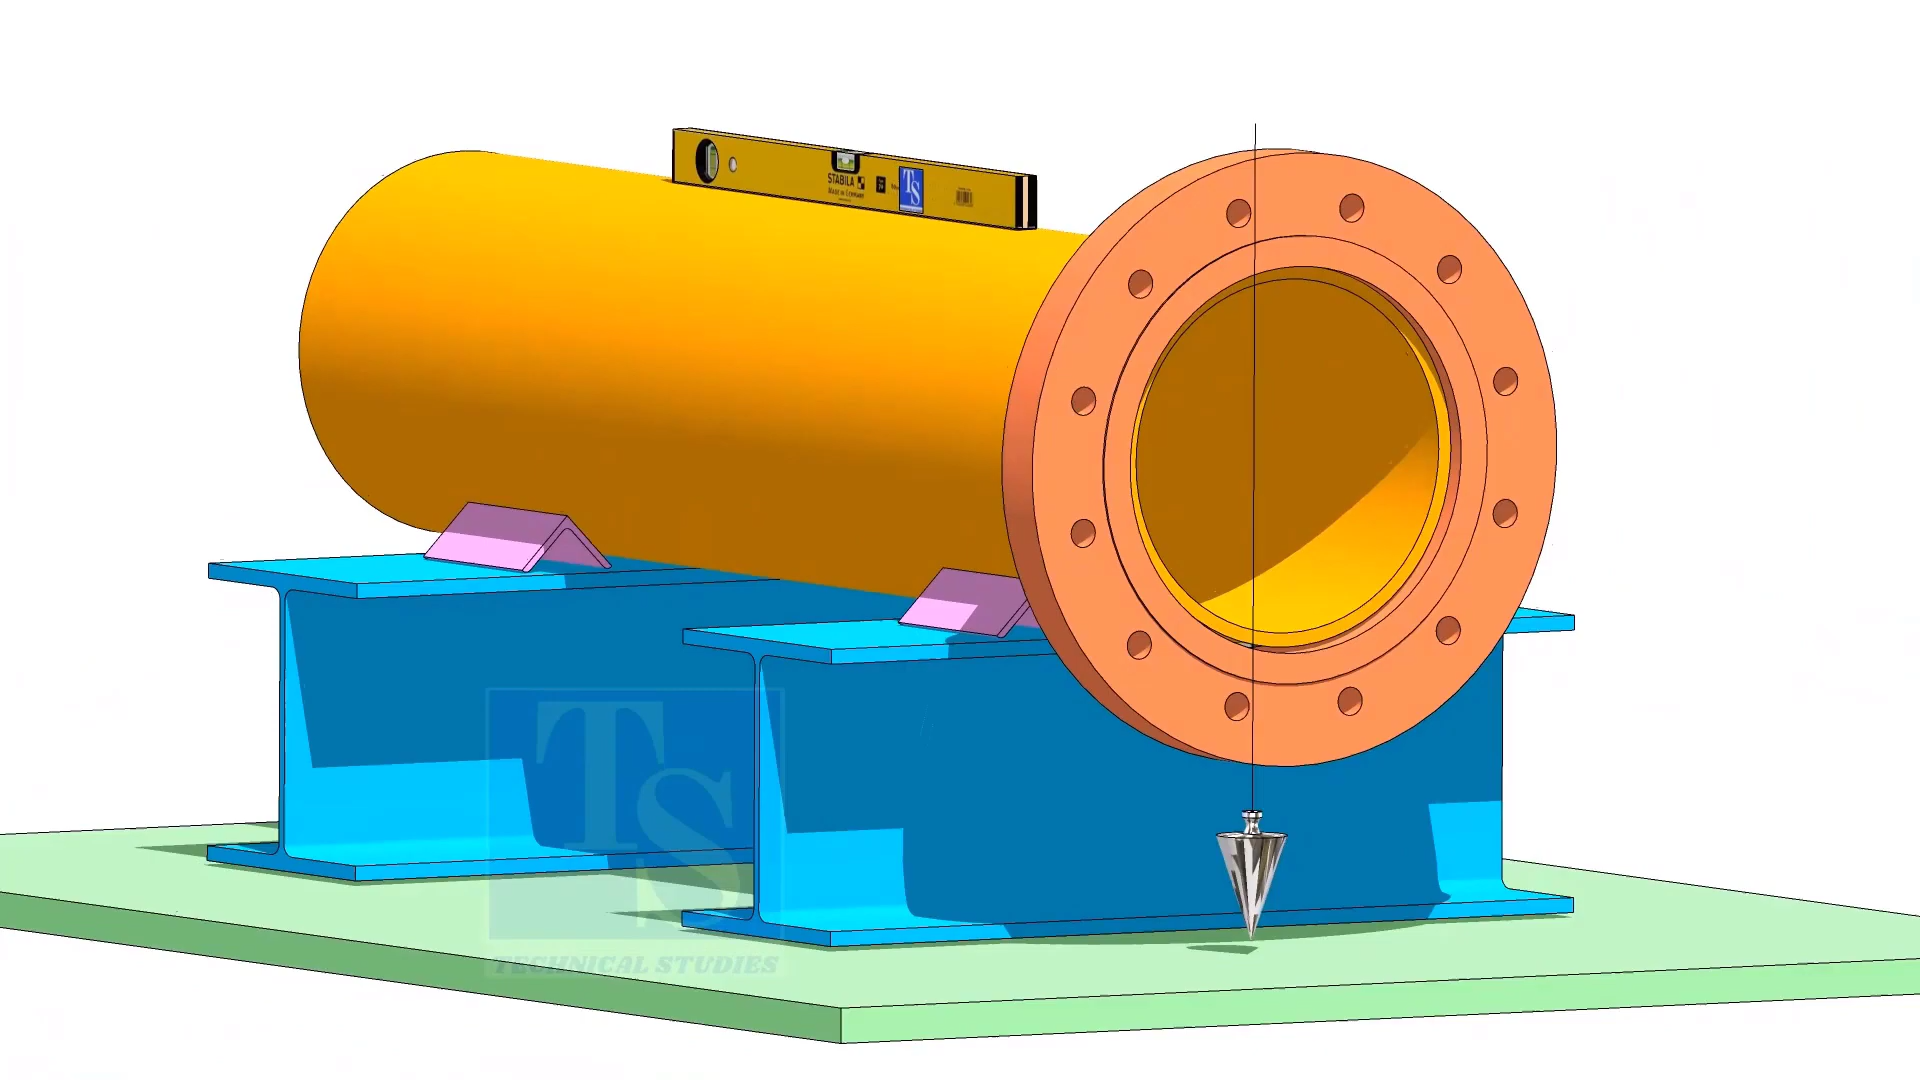 STABILA
MADE IN GERMANY
TS
TS
TECHNICAL STUDIES